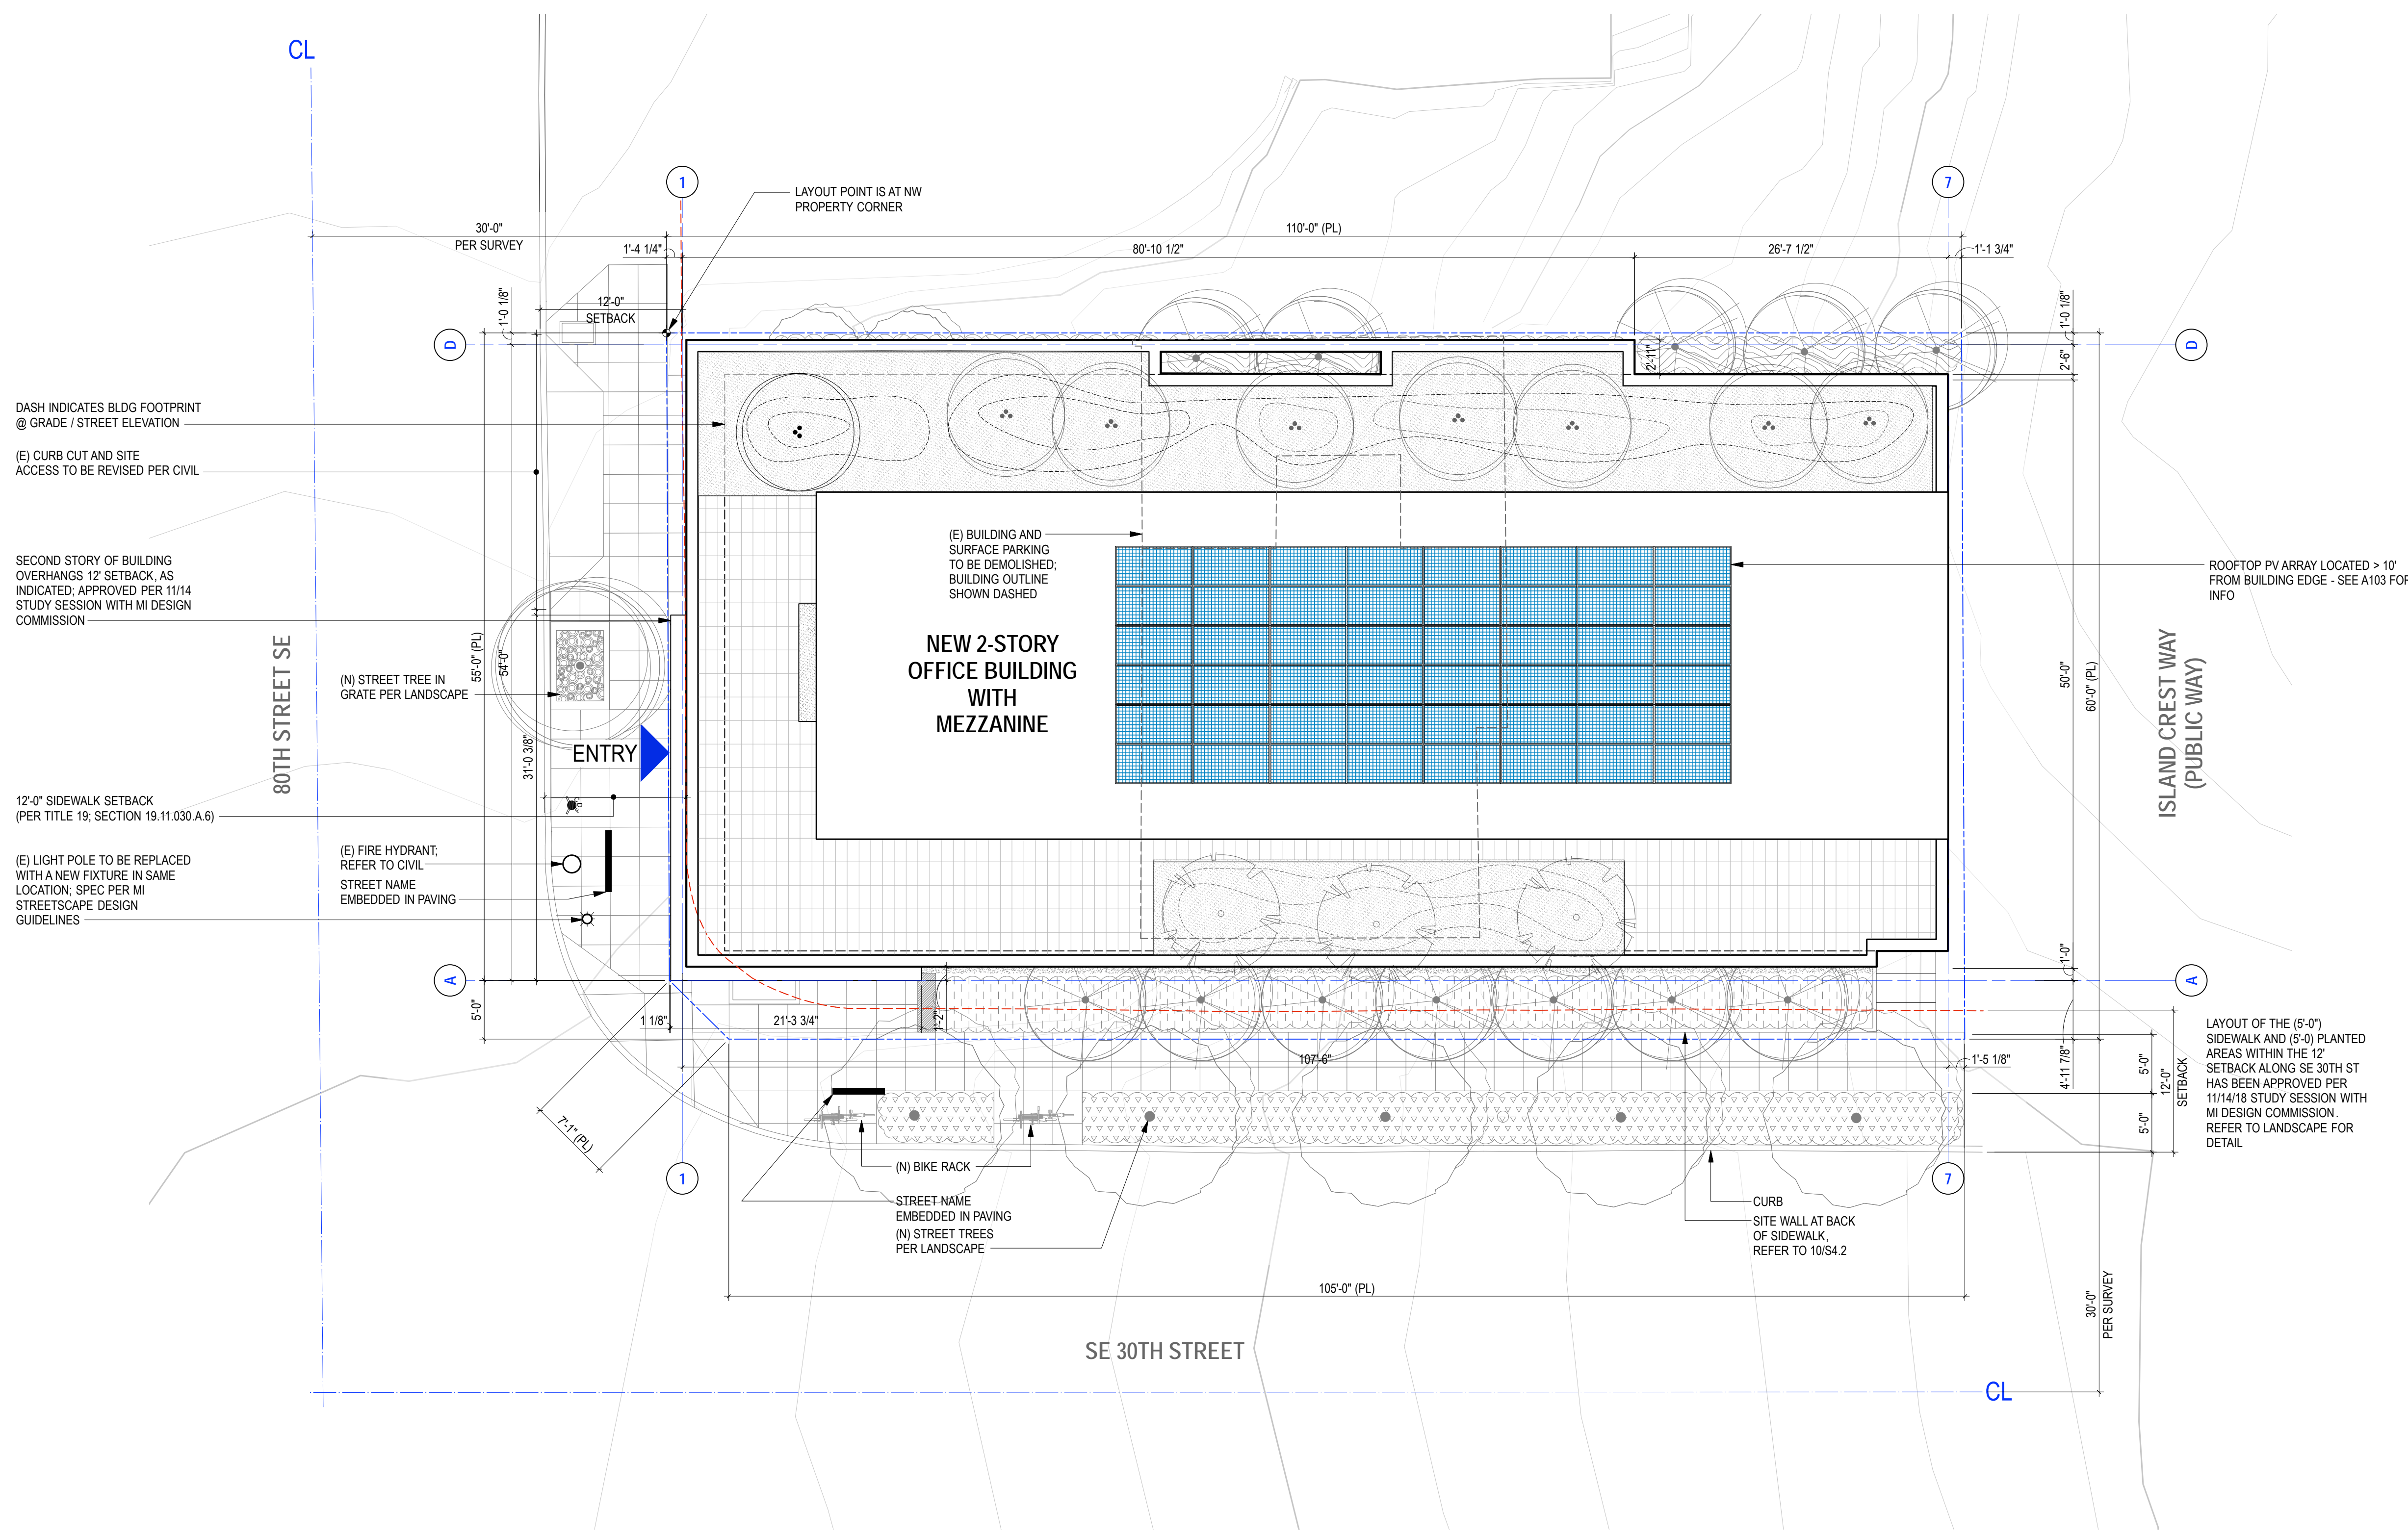 CL
1
7
LAYOUT POINT IS AT NW
PROPERTY CORNER
30'-0"
PER SURVEY
110'-0" (PL)
1'-4 1/4"
80'-10 1/2"
26'-7 1/2"
1'-1 3/4"
1'-0 1/8"
12'-0"
SETBACK
1'-0 1/8"
D
D
2'-11"
2'-6"
DASH INDICATES BLDG FOOTPRINT
@ GRADE / STREET ELEVATION
(E) CURB CUT AND SITE
ACCESS TO BE REVISED PER CIVIL
SECOND STORY OF BUILDING
OVERHANGS 12' SETBACK, AS
INDICATED; APPROVED PER 11/14
STUDY SESSION WITH MI DESIGN
COMMISSION
(E) BUILDING AND
SURFACE PARKING
TO BE DEMOLISHED;
BUILDING OUTLINE
SHOWN DASHED
ROOFTOP PV ARRAY LOCATED > 10'
FROM BUILDING EDGE - SEE A103 FOR
INFO
80TH STREET SE
55'-0" (PL)
54'-0"
(N) STREET TREE IN
GRATE PER LANDSCAPE
NEW 2-STORY
OFFICE BUILDING
WITH
MEZZANINE
50'-0"
60'-0" (PL)
ISLAND CREST WAY
(PUBLIC WAY)
31'-0 3/8"
ENTRY
12'-0" SIDEWALK SETBACK
(PER TITLE 19; SECTION 19.11.030.A.6)
(E) LIGHT POLE TO BE REPLACED
WITH A NEW FIXTURE IN SAME
LOCATION; SPEC PER MI
STREETSCAPE DESIGN
GUIDELINES
(E) FIRE HYDRANT;
REFER TO CIVIL
STREET NAME
EMBEDDED IN PAVING
1'-0"
A
A
5'-0"
1 1/8"
21'-3 3/4"
1'-2"
107'-6"
1'-5 1/8"
4'-11 7/8"
5'-0"
12'-0"
SETBACK
5'-0"
LAYOUT OF THE (5'-0")
SIDEWALK AND (5'-0) PLANTED
AREAS WITHIN THE 12'
SETBACK ALONG SE 30TH ST
HAS BEEN APPROVED PER
11/14/18 STUDY SESSION WITH
MI DESIGN COMMISSION.
REFER TO LANDSCAPE FOR
DETAIL
7'-1" (PL)
1
7
(N) BIKE RACK
STREET NAME
EMBEDDED IN PAVING
(N) STREET TREES
PER LANDSCAPE
CURB
SITE WALL AT BACK
OF SIDEWALK,
REFER TO 10/S4.2
105'-0" (PL)
30'-0"
PER SURVEY
SE 30TH STREET
CL